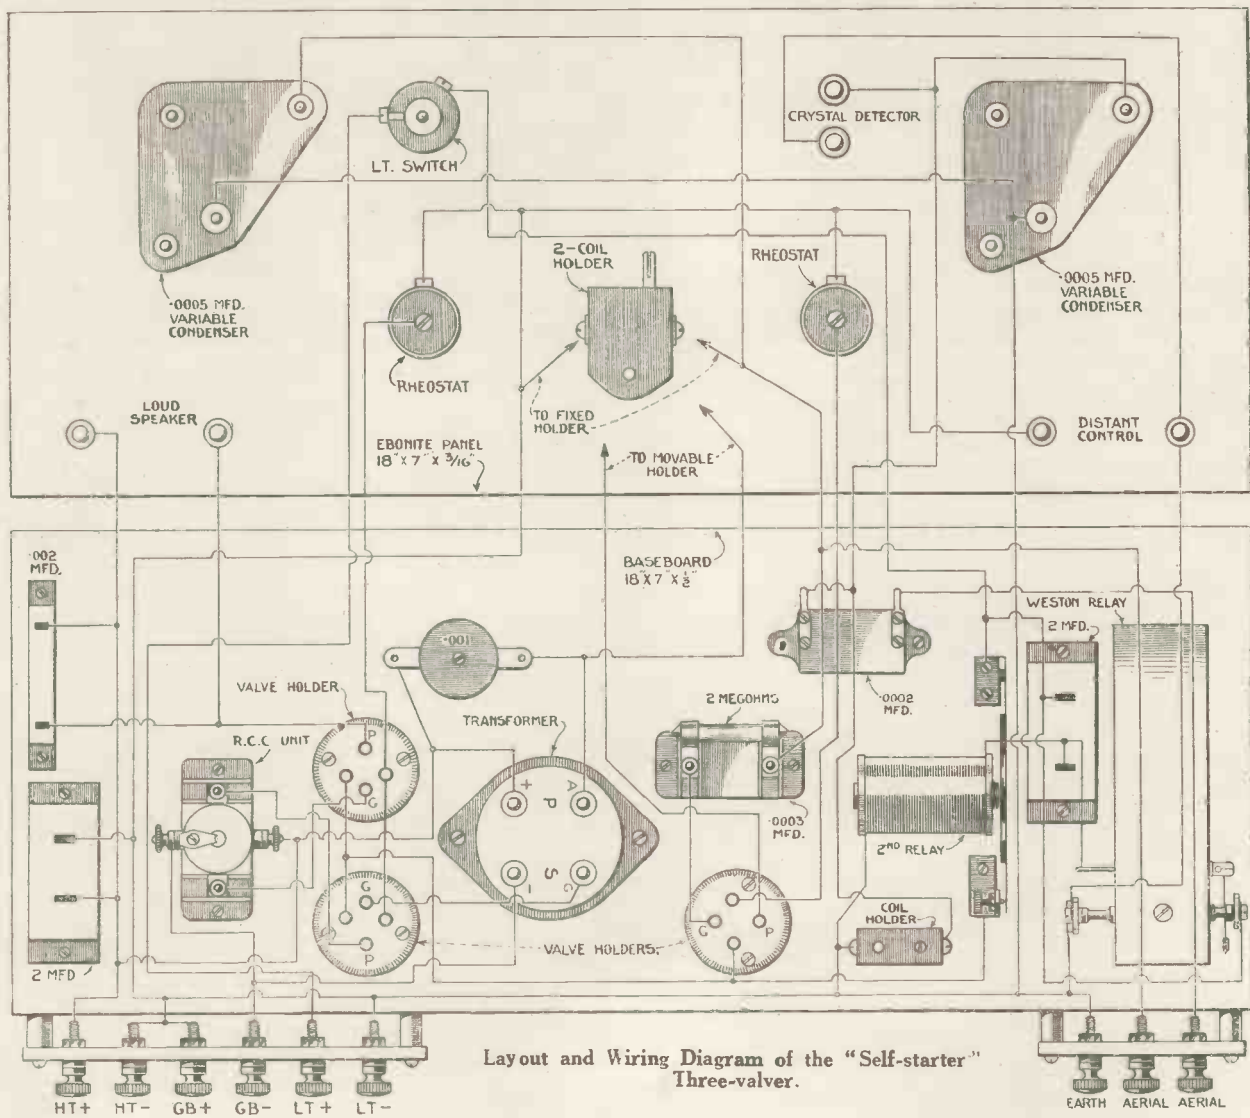 CRYSTAL DETECTOR
L.T. SWITCH
2-COIL
HOLDER
RHEOSTAT
.0005 MFD.
VARIABLE
CONDENSER
.0005 MFD.
VARIABLE
CONDENSER
RHEOSTAT
LOUD
SPEAKER
TO FIXED
HOLDER
DISTANT
CONTROL
EBONITE PANEL
18" X 7" X 3/16"
TO MOVABLE
HOLDER
.002
MFD.
BASEBOARD
18" X 7" X 1/2"
WESTON RELAY
2 MFD.
.001
VALVE HOLDER
2 MEGOHMS
.0002
MFD.
TRANSFORMER
R.C.C UNIT
P
G
+
P
A
S
-
G
.0003
MFD.
2ND RELAY
G
P
G
P
COIL
HOLDER
VALVE HOLDERS.
2 MFD
Layout and Wiring Diagram of the "Self-starter"
Three-valver.
HT+ HT- GB+ GB- LT+ LT-
EARTH AERIAL AERIAL